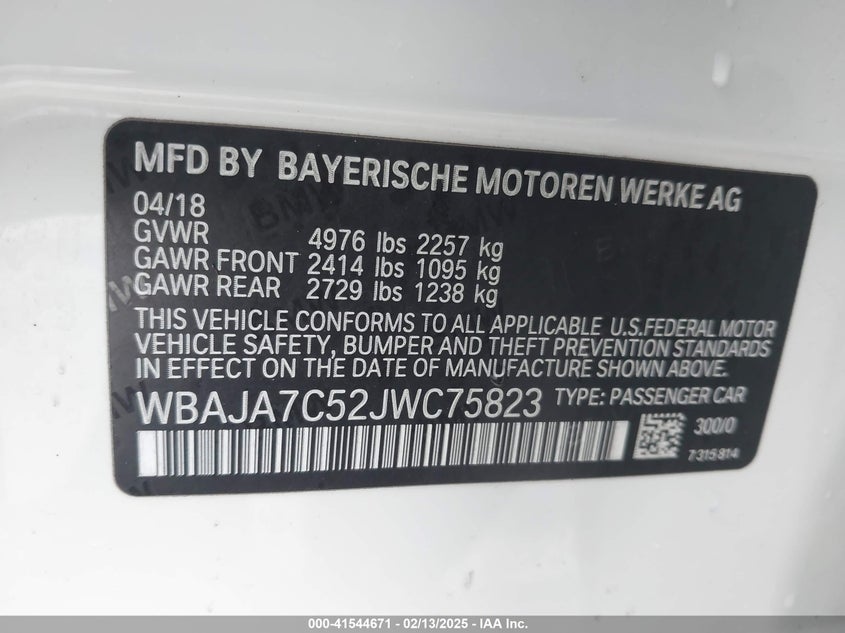 MFD BY BAYERISCHE MOTOREN WERKE AG
04/18
GVWR 4976 lbs 2257 kg
GAWR FRONT 2414 lbs 1095 kg
GAWR REAR 2729 lbs 1238 kg
THIS VEHICLE CONFORMS TO ALL APPLICABLE U.S.FEDERAL MOTOR
VEHICLE SAFETY, BUMPER AND THEFT PREVENTION STANDARDS
IN EFFECT ON THE DATE OF MANUFACTURE SHOWN ABOVE.
WBAJA7C52JWC75823 TYPE: PASSENGER CAR
300/0
7 315 814
000-41544671 - 02/13/2025 - IAA Inc.